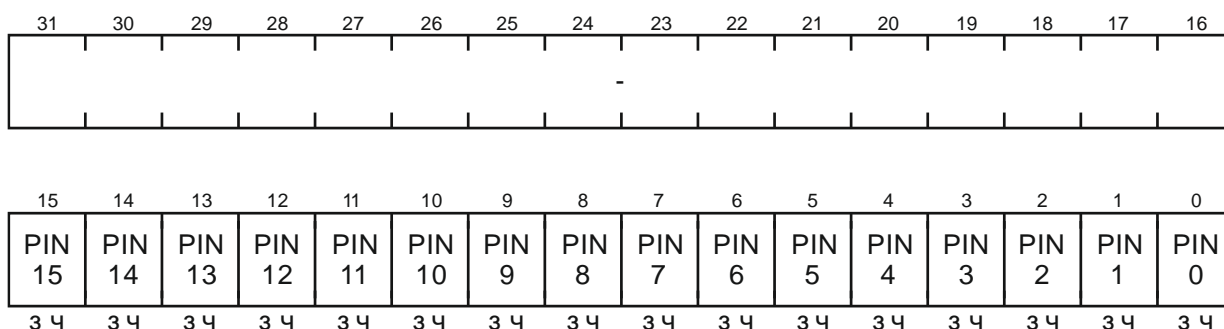 31 30 29 28 27 26 25 24 23 22 21 20 19 18 17 16
-
15 14 13 12 11 10 9 8 7 6 5 4 3 2 1 0
PIN PIN PIN PIN PIN PIN PIN PIN PIN PIN PIN PIN PIN PIN PIN PIN
15 14 13 12 11 10 9 8 7 6 5 4 3 2 1 0
З Ч З Ч З Ч З Ч З Ч З Ч З Ч З Ч З Ч З Ч З Ч З Ч З Ч З Ч З Ч З Ч